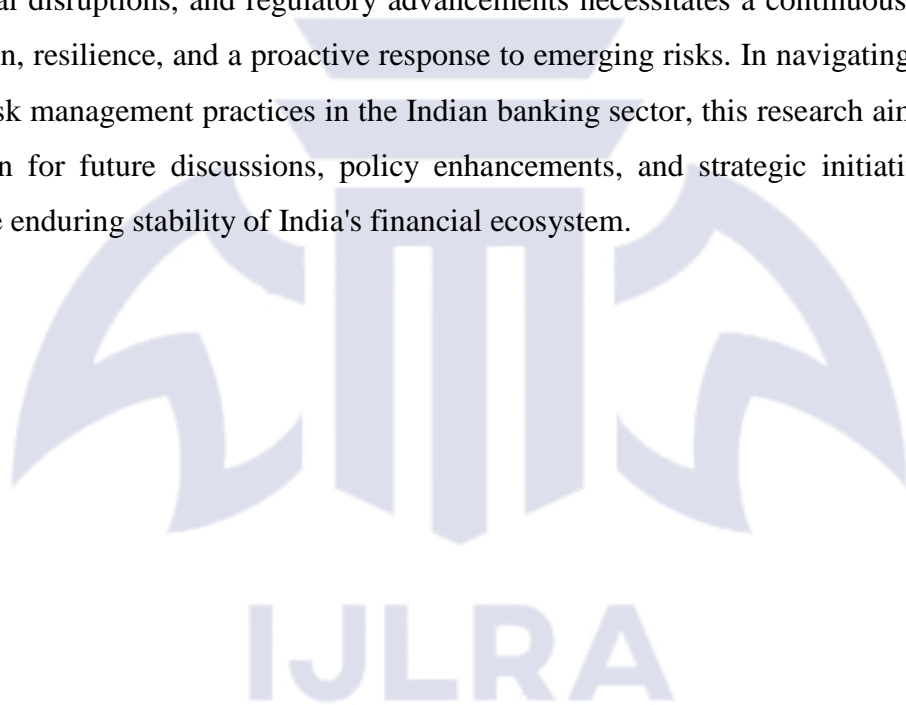 al disruptions, and regulatory advancements necessitates a continuous
n, resilience, and a proactive response to emerging risks. In navigating
sk management practices in the Indian banking sector, this research ain
n for future discussions, policy enhancements, and strategic initiati
e enduring stability of India's financial ecosystem.
IJLRA